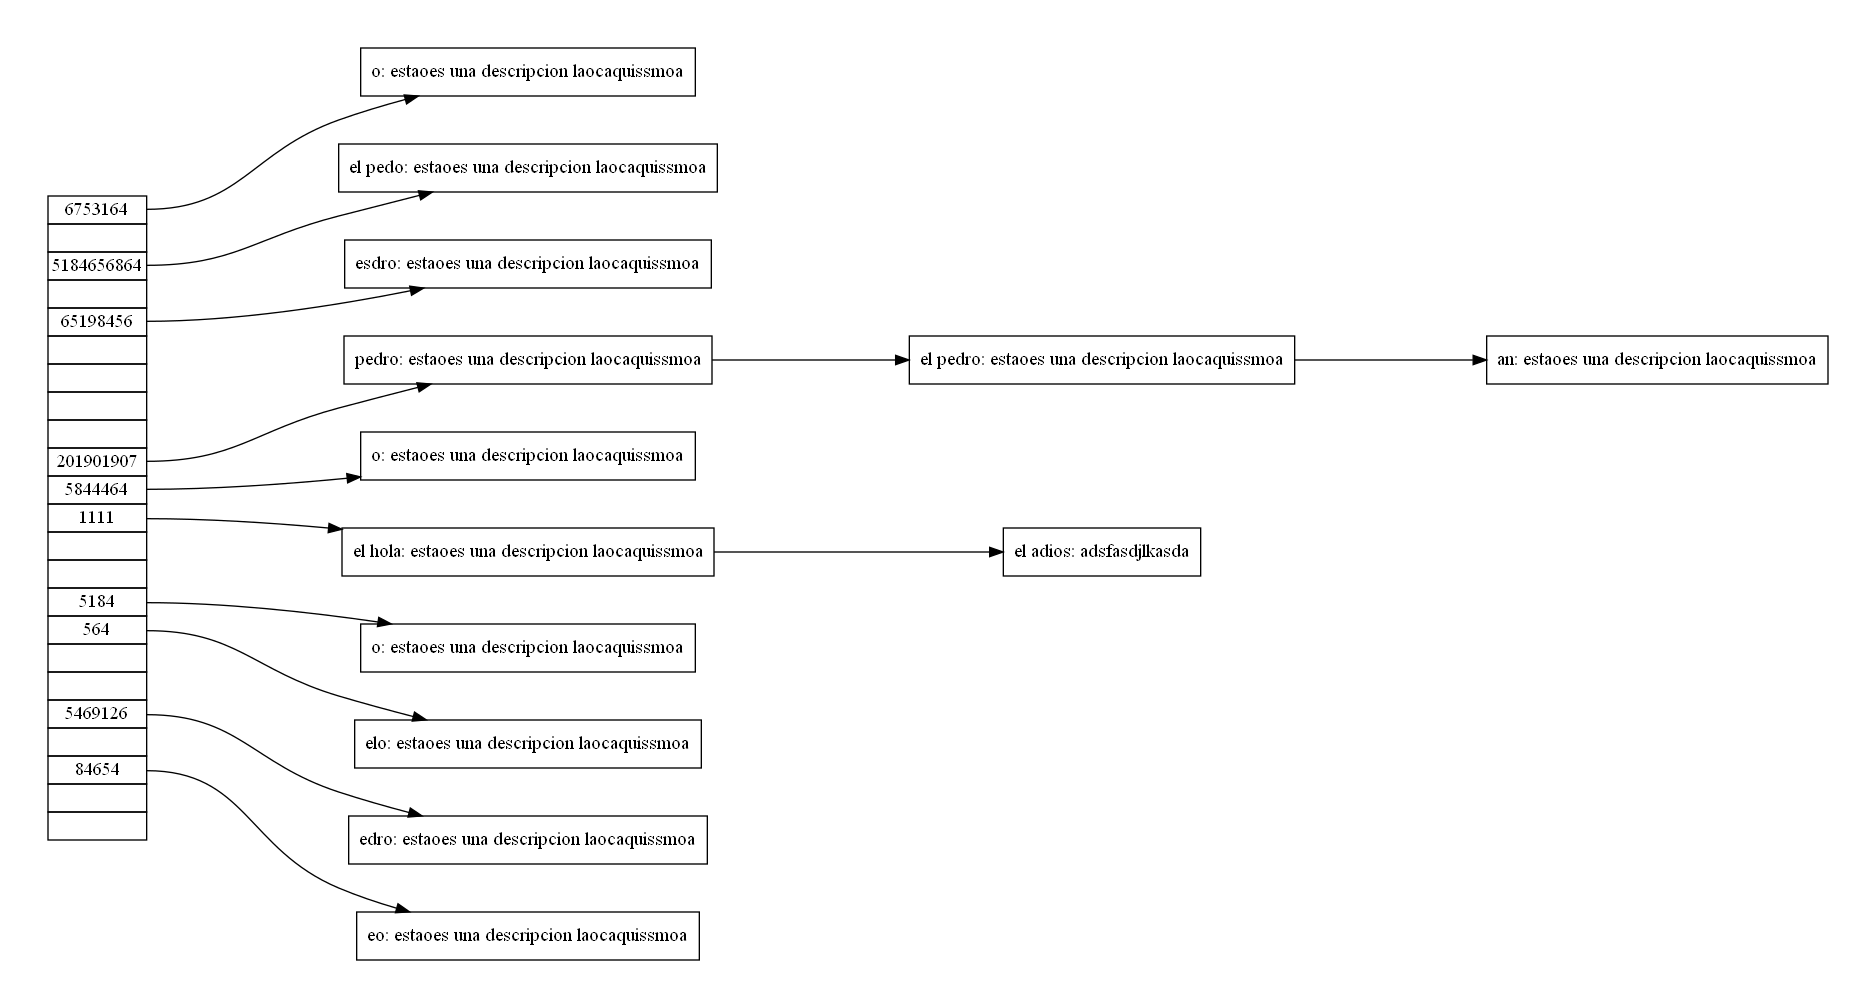 o: estaoes una descripcion laocaquissmoa
el pedo: estaoes una descripcion laocaquissmoa
6753164
5184656864
esdro: estaoes una descripcion laocaquissmoa
65198456
pedro: estaoes una descripcion laocaquissmoa
el pedro: estaoes una descripcion laocaquissmoa
an: estaoes una descripcion laocaquissmoa
201901907
o: estaoes una descripcion laocaquissmoa
5844464
1111
el hola: estaoes una descripcion laocaquissmoa
el adios: adsfasdjlkasda
5184
564
o: estaoes una descripcion laocaquissmoa
5469126
elo: estaoes una descripcion laocaquissmoa
84654
edro: estaoes una descripcion laocaquissmoa
eo: estaoes una descripcion laocaquissmoa